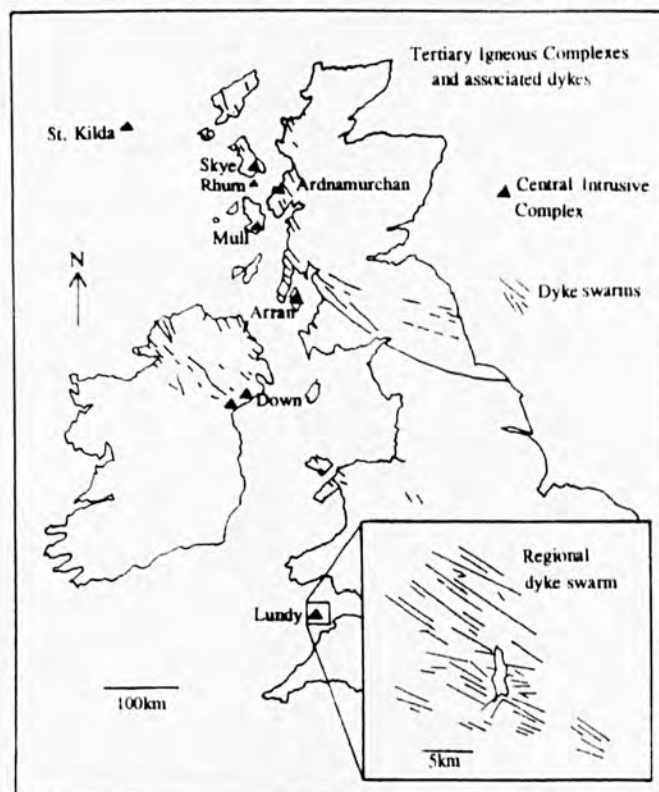 Tertiary Igneous Complexes
and associated dykes
St. Kilda
Skye
Rhum
Ardnamurchan
Central Intrusive
Complex
Mull
N
Dyke swarms
Arran
Down
Regional
dyke swarm
Lundy
100km
5km